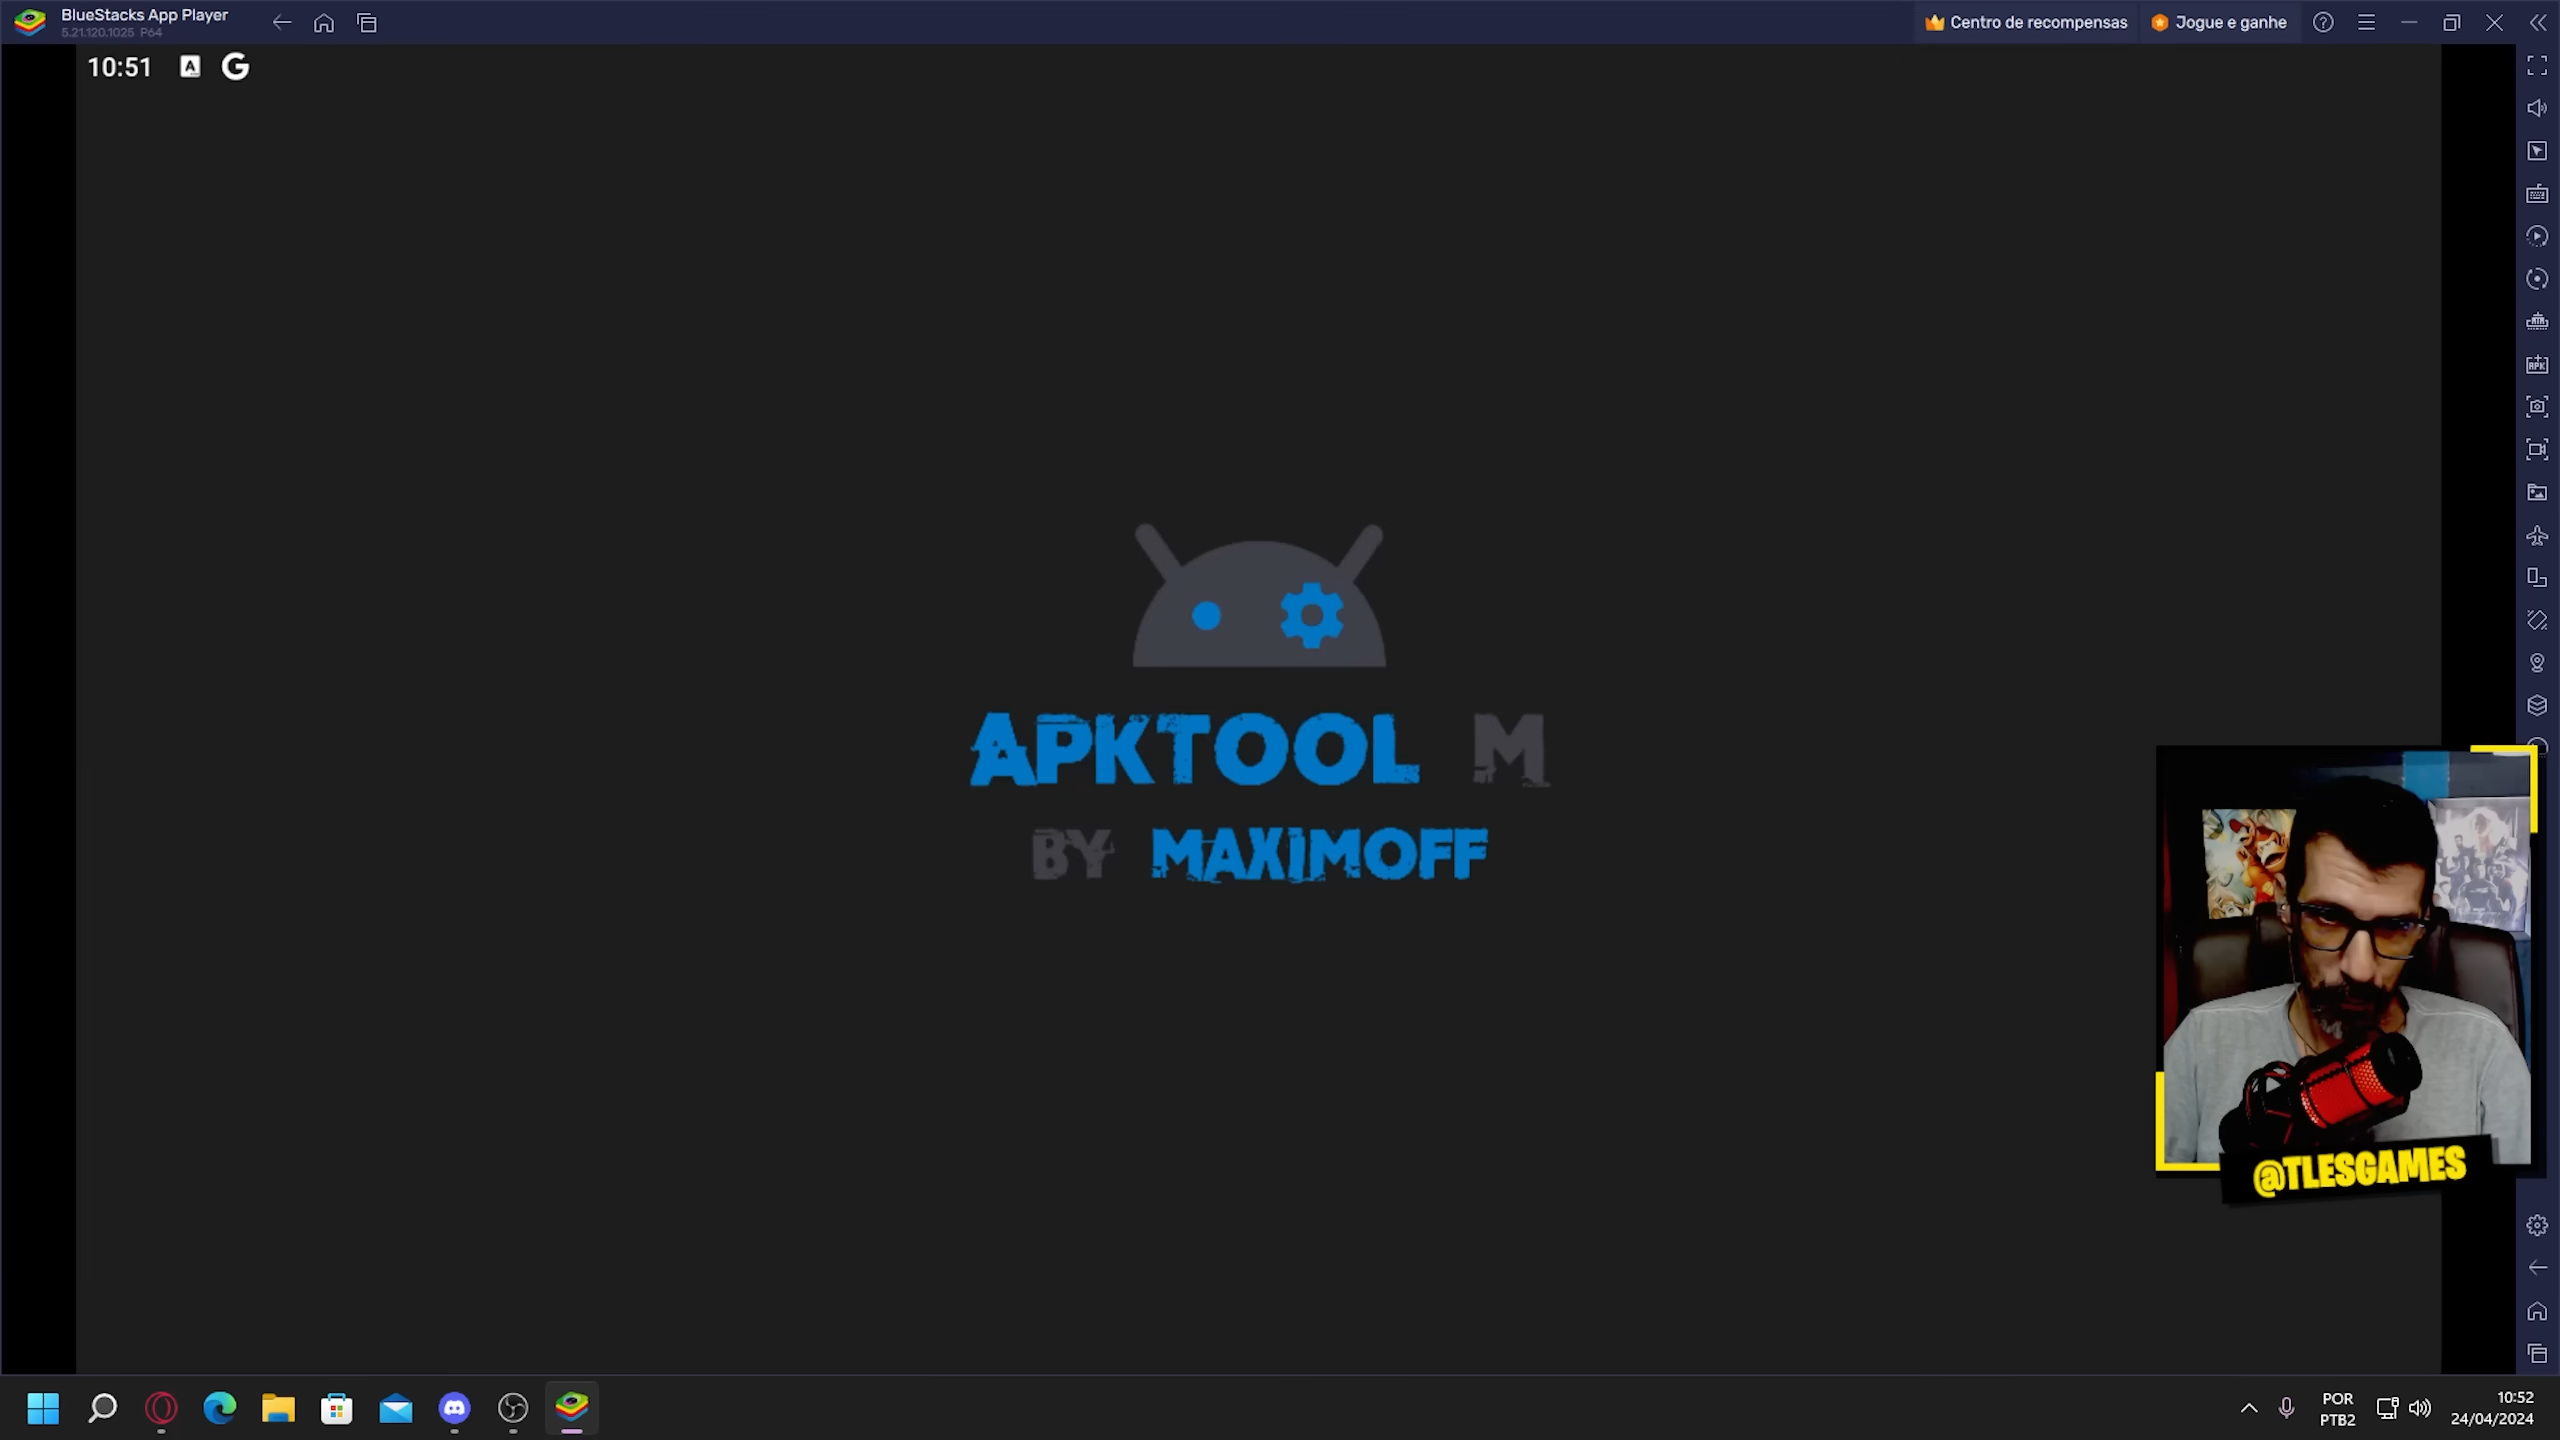 BlueStacks App Player
5.21.120.1025 P64
Centro de recompensas
Jogue e ganhe
10:51
APKTOOL M
BY MAXIMOFF
@TLESGAMES
POR
PTB2
10:52
24/04/2024